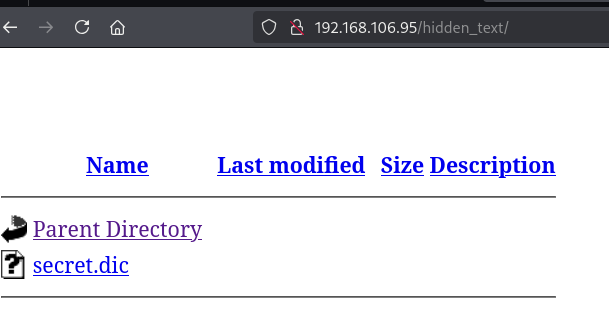 192.168.106.95/hidden_text/
Name Last modified Size Description
Parent Directory
secret.dic